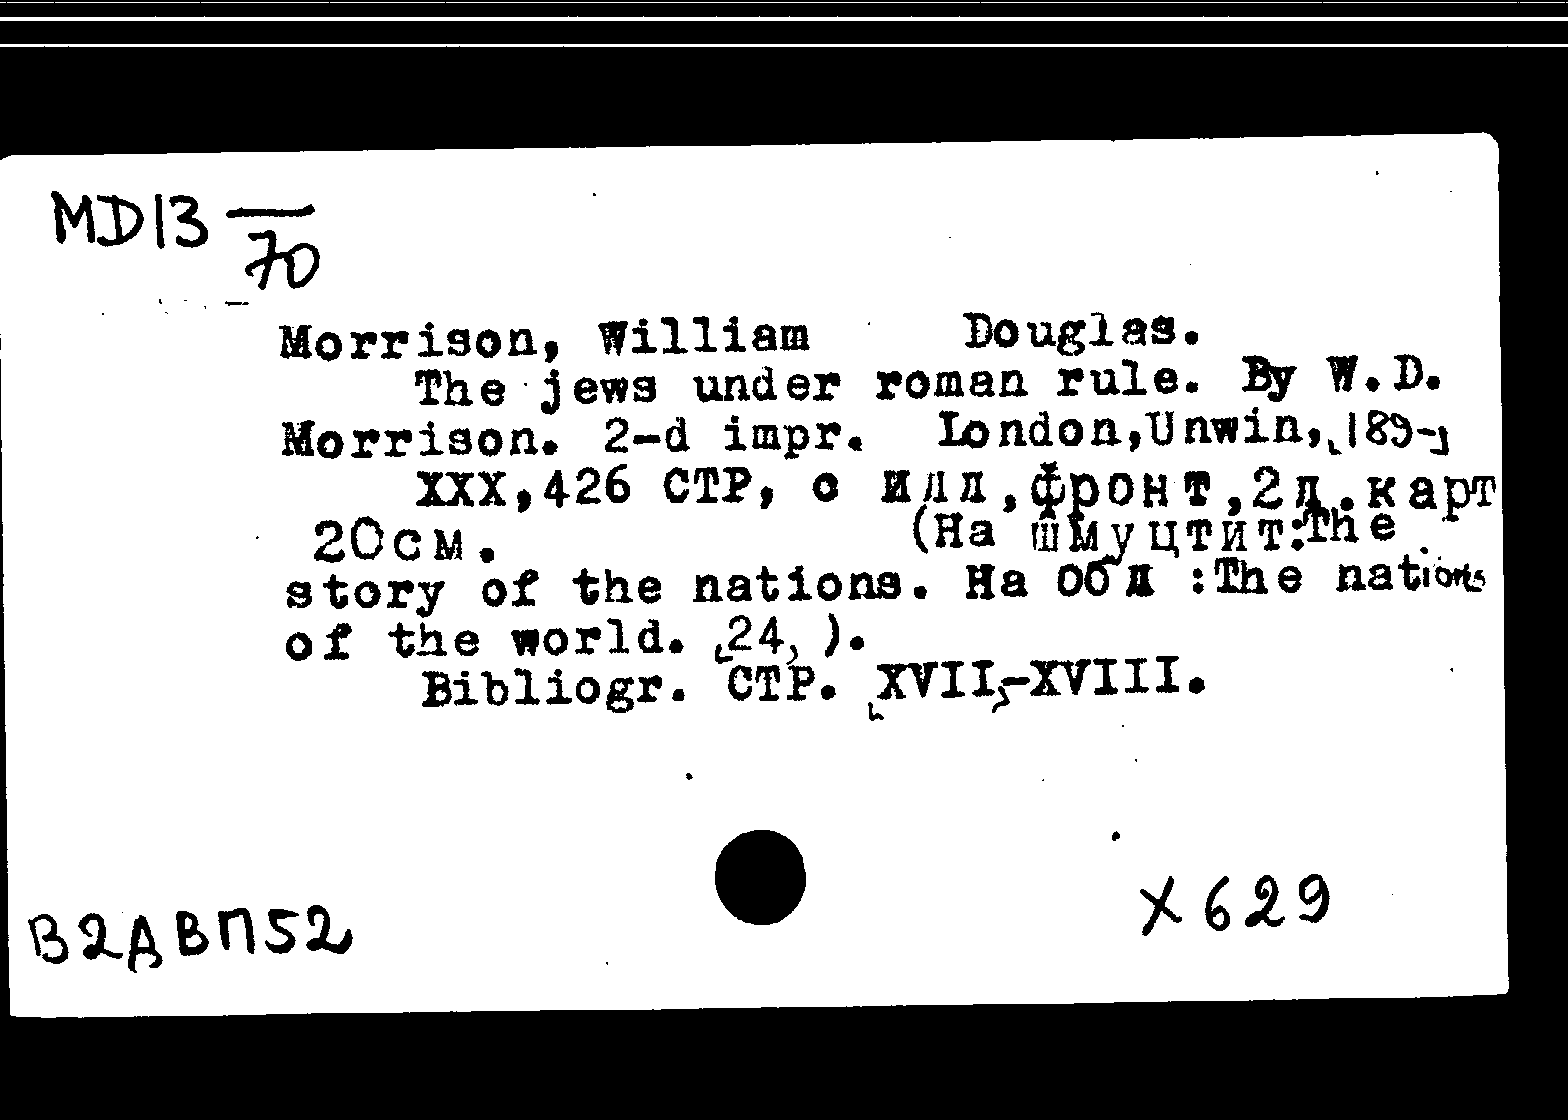 MD13 —
70
Morrison, William Douglas.
The jews under roman rule. By W.D.
Morrison. 2-d impr. London,Unwin,[189-]
XXX,426 СТР, с илл,фронт,2л.карт
20см. (На шмуцтит:The
story of the nations. На обл :The nations
of the world. [24] ).
Bibliogr. СТР. [XVII]-XVIII.
В2АВП52
X629